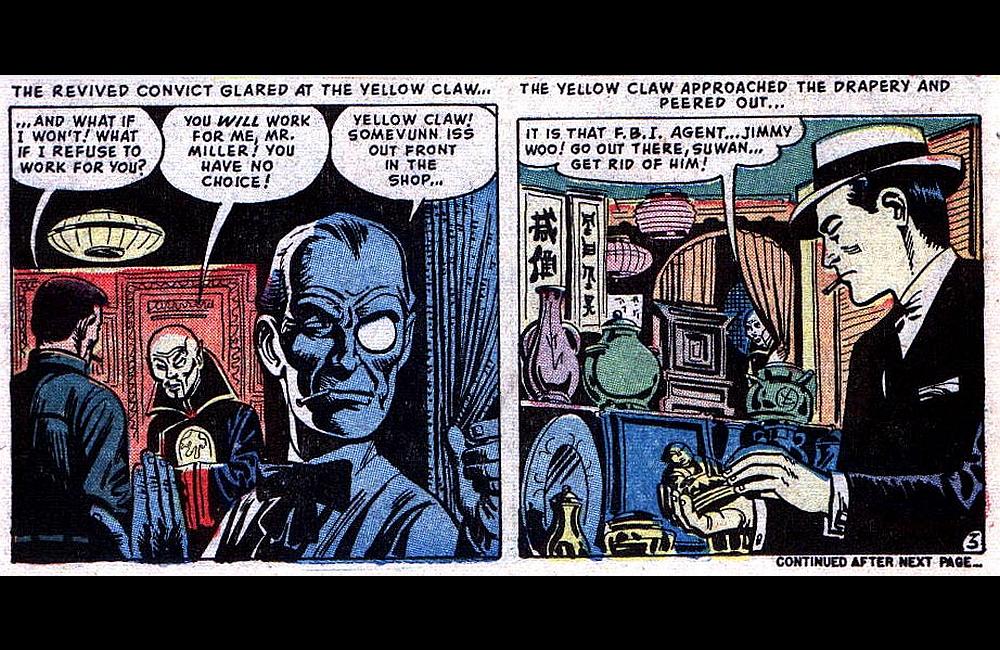 THE REVIVED CONVICT GLARED AT THE YELLOW CLAW...
...AND WHAT IF
I WON'T! WHAT
IF I REFUSE TO
WORK FOR YOU?
YOU WILL WORK
FOR ME, MR.
MILLER! YOU
HAVE NO
CHOICE!
YELLOW CLAW!
SOMEVUNN ISS
OUT FRONT
IN THE
SHOP...
THE YELLOW CLAW APPROACHED THE DRAPERY AND
PEERED OUT...
IT IS THAT F.B.I. AGENT...JIMMY
WOO! GO OUT THERE, SUWAN...
GET RID OF HIM!
3
CONTINUED AFTER NEXT PAGE...